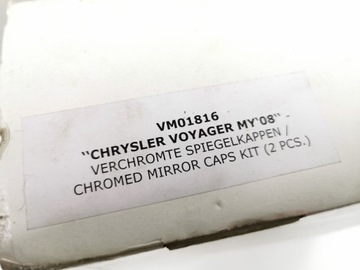 VM01816
"CHRYSLER VOYAGER MY'08"
VERCHROMTE SPIEGELKAPPEN /
CHROMED MIRROR CAPS KIT (2 PCS.)